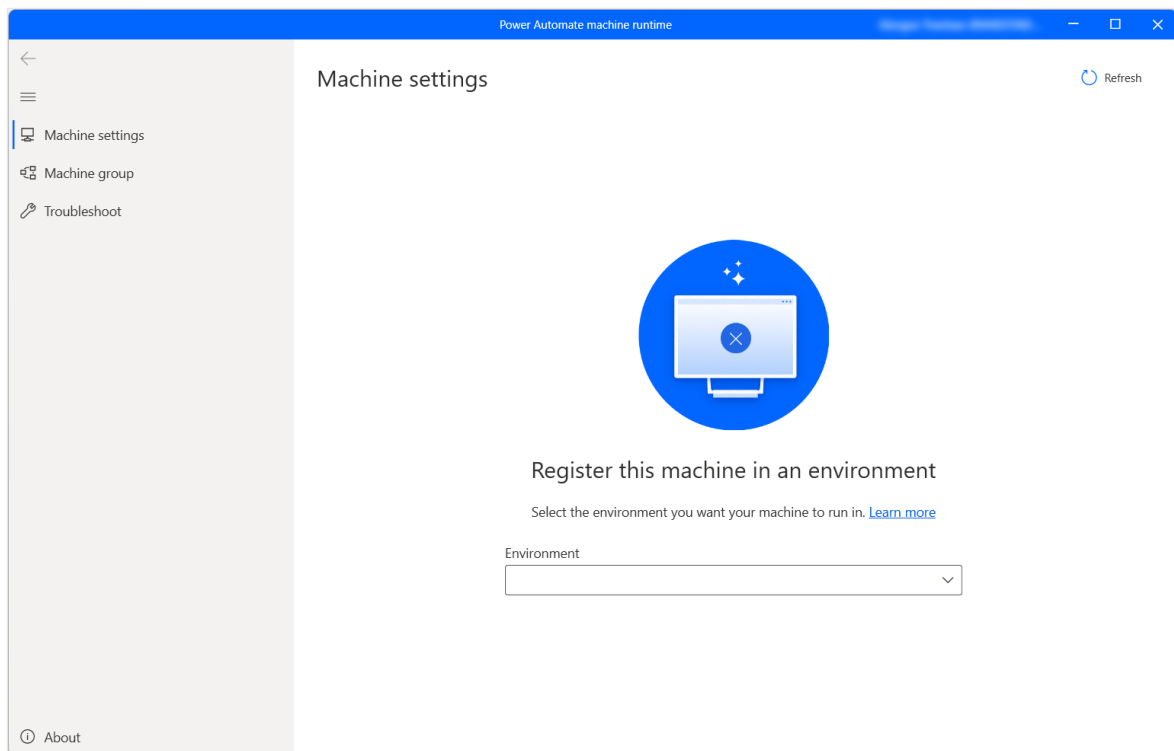 Power Automate machine runtime
Machine settings
Machine group
Troubleshoot
About
Machine settings
Refresh
Register this machine in an environment
Select the environment you want your machine to run in. Learn more
Environment